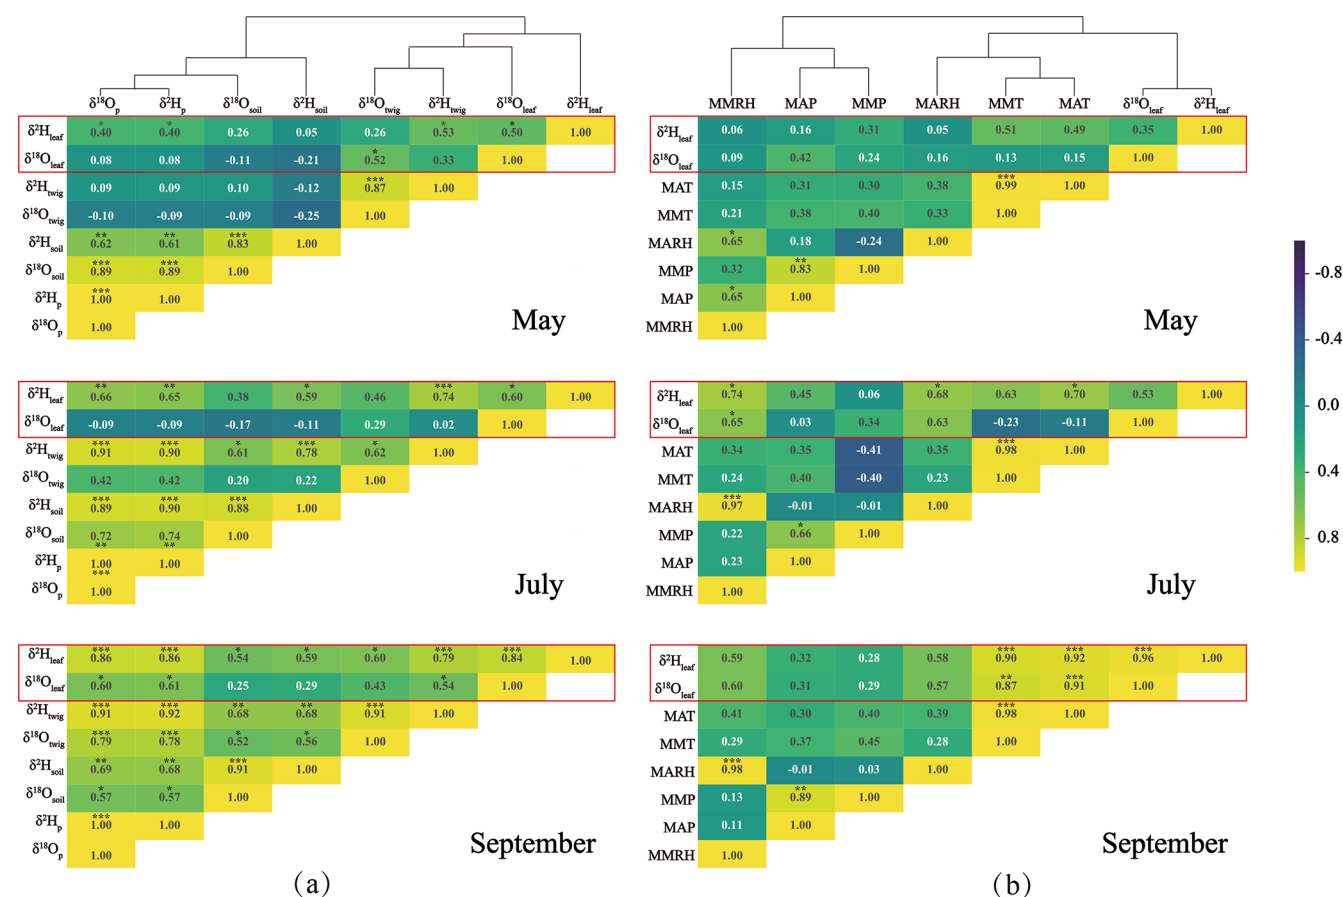 (a)
δ¹⁸Oₚ δ²Hₚ δ¹⁸Osoil δ²Hsoil δ¹⁸Otwig δ²Htwig δ¹⁸Oleaf δ²Hleaf
δ²Hleaf 0.40* 0.40* 0.26 0.05 0.26 0.53* 0.50* 1.00
δ¹⁸Oleaf 0.08 0.08 -0.11 -0.21 0.52* 0.33 1.00
δ²Htwig 0.09 0.09 0.10 -0.12 0.87*** 1.00
δ¹⁸Otwig -0.10 -0.09 -0.09 -0.25 1.00
δ²Hsoil 0.62** 0.61** 0.83*** 1.00
δ¹⁸Osoil 0.89*** 0.89*** 1.00
δ²Hₚ 1.00*** 1.00
δ¹⁸Oₚ 1.00
May
δ²Hleaf 0.66** 0.65** 0.38 0.59* 0.46 0.74*** 0.60* 1.00
δ¹⁸Oleaf -0.09 -0.09 -0.17 -0.11 0.29 0.02 1.00
δ²Htwig 0.91*** 0.90*** 0.61* 0.78*** 0.62* 1.00
δ¹⁸Otwig 0.42 0.42 0.20 0.22 1.00
δ²Hsoil 0.89*** 0.90*** 0.88*** 1.00
δ¹⁸Osoil 0.72** 0.74** 1.00
δ²Hₚ 1.00*** 1.00
δ¹⁸Oₚ 1.00
July
δ²Hleaf 0.86*** 0.86*** 0.54* 0.59* 0.60* 0.79*** 0.84*** 1.00
δ¹⁸Oleaf 0.60* 0.61* 0.25 0.29 0.43 0.54* 1.00
δ²Htwig 0.91*** 0.92*** 0.68** 0.68** 0.91*** 1.00
δ¹⁸Otwig 0.79*** 0.78*** 0.52* 0.56* 1.00
δ²Hsoil 0.69** 0.68** 0.91*** 1.00
δ¹⁸Osoil 0.57* 0.57* 1.00
δ²Hₚ 1.00*** 1.00
δ¹⁸Oₚ 1.00
September
(a)
(b)
MMRH MAP MMP MARH MMT MAT δ¹⁸Oleaf δ²Hleaf
δ²Hleaf 0.06 0.16 0.31 0.05 0.51 0.49 0.35 1.00
δ¹⁸Oleaf 0.09 0.42 0.24 0.16 0.13 0.15 1.00
MAT 0.15 0.31 0.30 0.38 0.99*** 1.00
MMT 0.21 0.38 0.40 0.33 1.00
MARH 0.65* 0.18 -0.24 1.00
MMP 0.32 0.83** 1.00
MAP 0.65* 1.00
MMRH 1.00
May
δ²Hleaf 0.74* 0.45 0.06 0.68* 0.63 0.70* 0.53 1.00
δ¹⁸Oleaf 0.65* 0.03 0.34 0.63 -0.23 -0.11 1.00
MAT 0.34 0.35 -0.41 0.35 0.98*** 1.00
MMT 0.24 0.40 -0.40 0.23 1.00
MARH 0.97*** -0.01 -0.01 1.00
MMP 0.22 0.66* 1.00
MAP 0.23 1.00
MMRH 1.00
July
δ²Hleaf 0.59 0.32 0.28 0.58 0.90*** 0.92*** 0.96*** 1.00
δ¹⁸Oleaf 0.60 0.31 0.29 0.57 0.87** 0.91*** 1.00
MAT 0.41 0.30 0.40 0.39 0.98*** 1.00
MMT 0.29 0.37 0.45 0.28 1.00
MARH 0.98*** -0.01 0.03 1.00
MMP 0.13 0.89** 1.00
MAP 0.11 1.00
MMRH 1.00
September
(b)
-0.8
-0.4
0.0
0.4
0.8